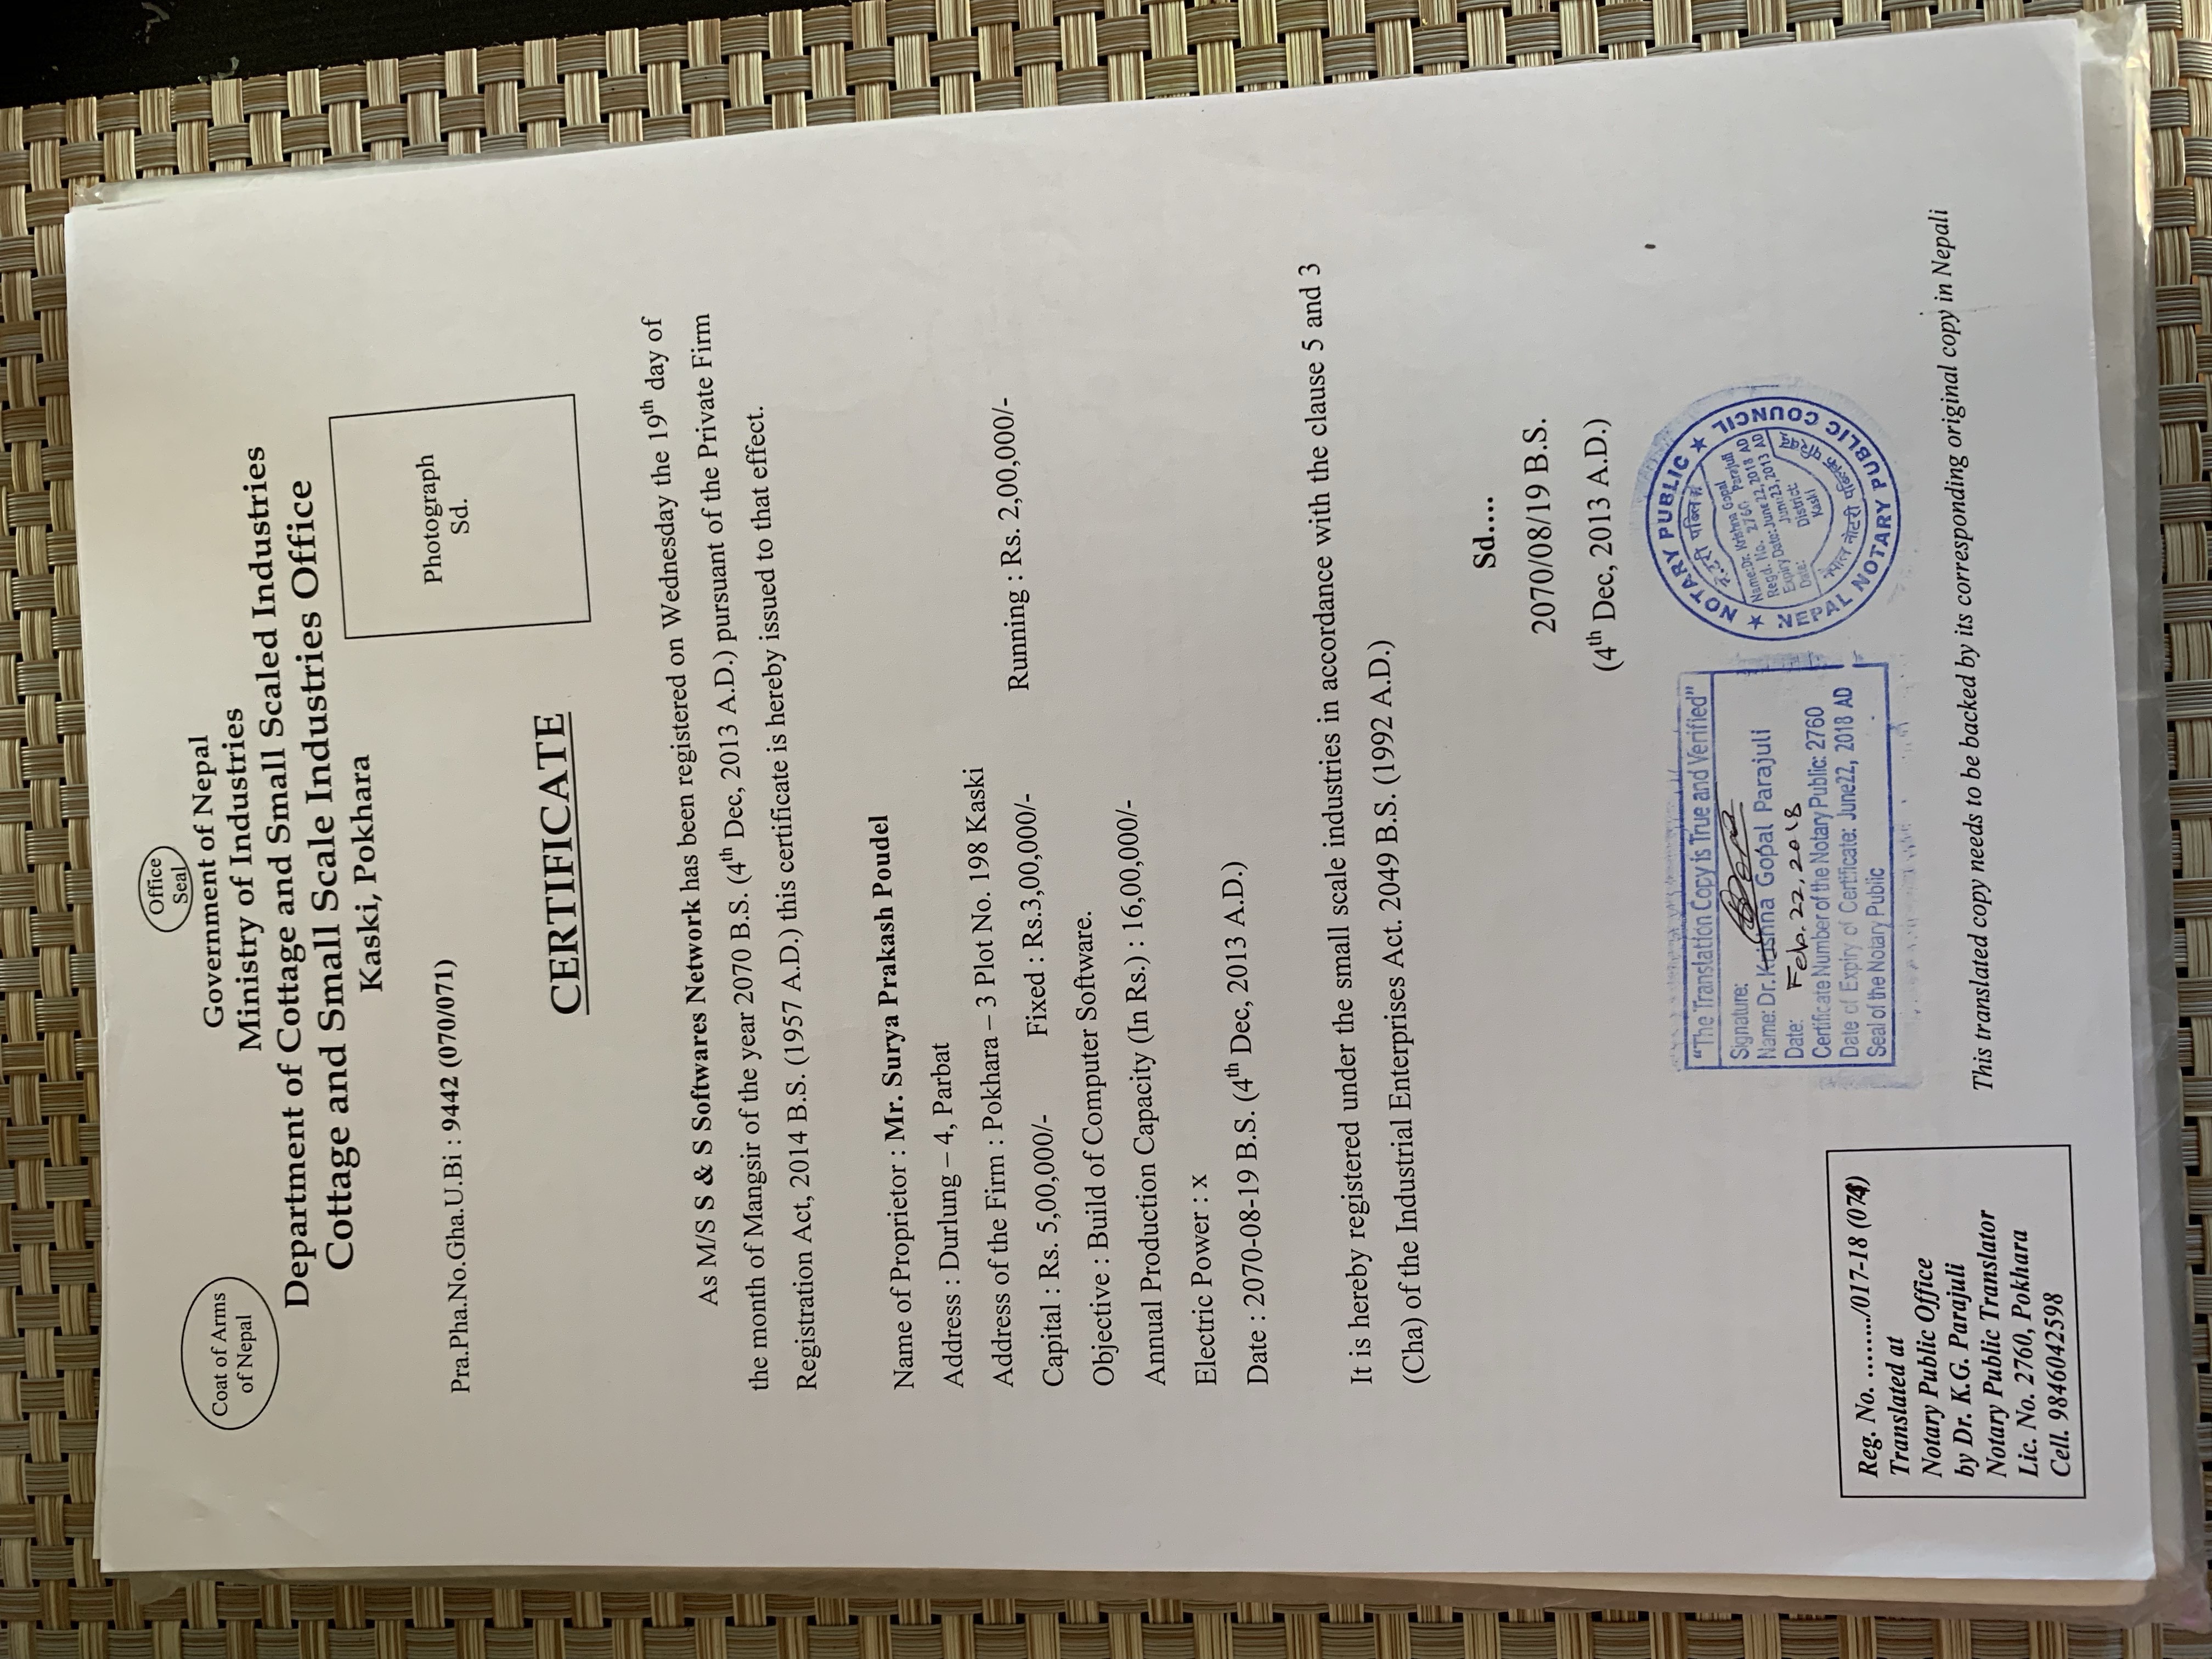 Coat of Arms
of Nepal
Office
Seal
Government of Nepal
Ministry of Industries
Department of Cottage and Small Scaled Industries
Cottage and Small Scale Industries Office
Kaski, Pokhara
Photograph
Sd.
Pra.Pha.No.Gha.U.Bi : 9442 (070/071)
CERTIFICATE
As M/S S & S Softwares Network has been registered on Wednesday the 19th day of
the month of Mangsir of the year 2070 B.S. (4th Dec, 2013 A.D.) pursuant of the Private Firm
Registration Act, 2014 B.S. (1957 A.D.) this certificate is hereby issued to that effect.
Name of Proprietor : Mr. Surya Prakash Poudel
Address : Durlung – 4, Parbat
Address of the Firm : Pokhara – 3 Plot No. 198 Kaski
Capital : Rs. 5,00,000/- Fixed : Rs.3,00,000/- Running : Rs. 2,00,000/-
Objective : Build of Computer Software.
Annual Production Capacity (In Rs.) : 16,00,000/-
Electric Power : x
Date : 2070-08-19 B.S. (4th Dec, 2013 A.D.)
It is hereby registered under the small scale industries in accordance with the clause 5 and 3
(Cha) of the Industrial Enterprises Act. 2049 B.S. (1992 A.D.)
Sd....
2070/08/19 B.S.
(4th Dec, 2013 A.D.)
"The Translation Copy is True and Verified"
Signature:
Name: Dr. Krishna Gopal Parajuli
Date: Feb. 22, 2018
Certificate Number of the Notary Public: 2760
Date of Expiry of Certificate: June22, 2018 AD
Seal of the Notary Public
NOTARY PUBLIC
NEPAL NOTARY PUBLIC COUNCIL
नोटरी पब्लिक
नेपाल नोटरी पब्लिक परिषद्
Name:Dr. Krishna Gopal Parajuli
Regd. No. 2760
Expiry Date: June 22, 2018 AD
Date: June 23, 2013 AD
District:
Kaski
Reg. No. ......../017-18 (074)
Translated at
Notary Public Office
by Dr. K.G. Parajuli
Notary Public Translator
Lic. No. 2760, Pokhara
Cell. 9846042598
This translated copy needs to be backed by its corresponding original copy in Nepali